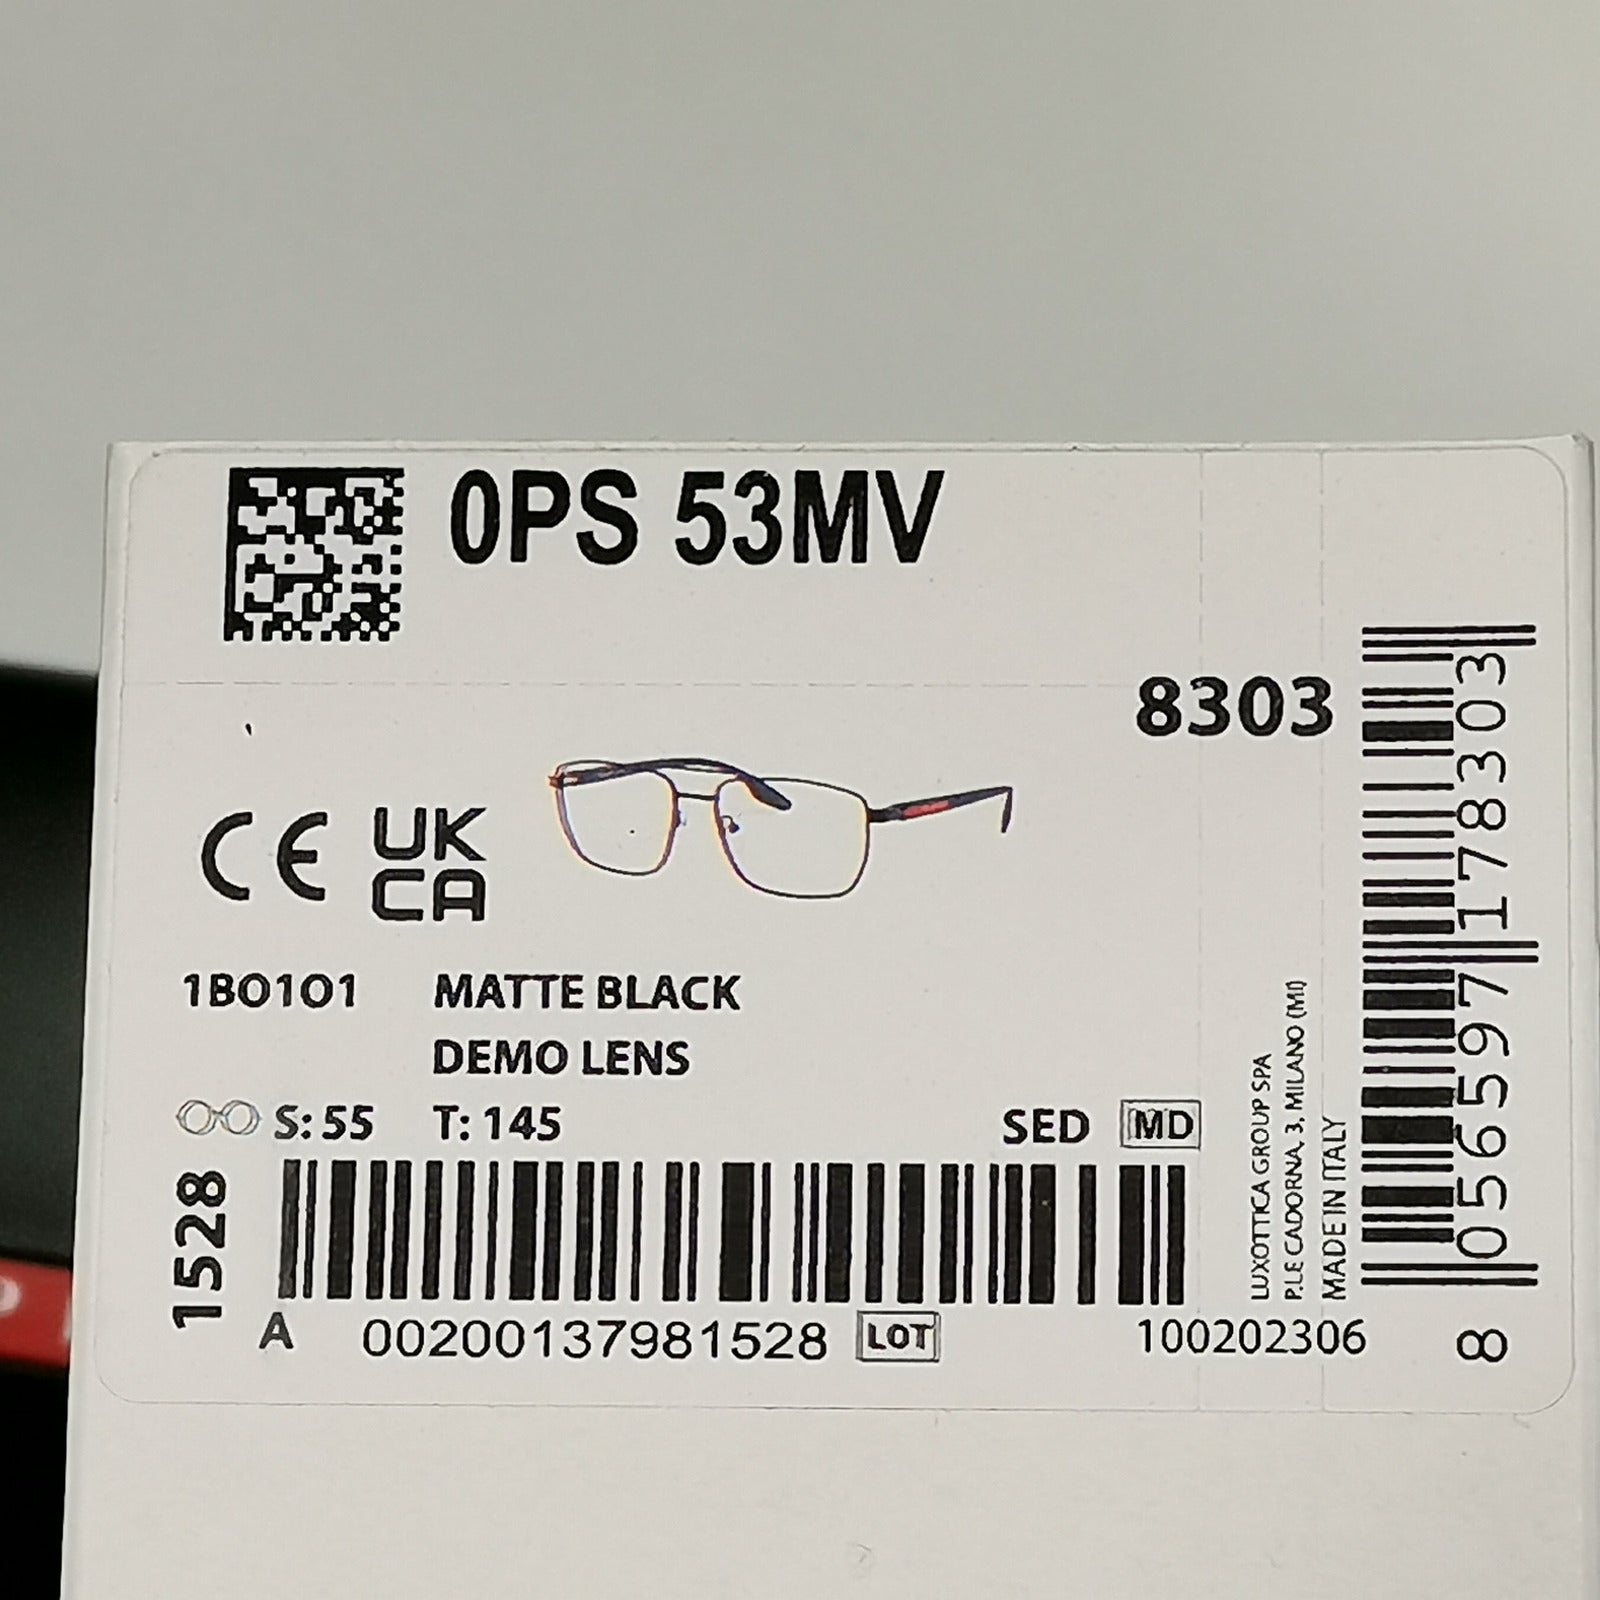 0PS 53MV
8303
CE
UK
CA
1BO1O1 MATTE BLACK
DEMO LENS
S: 55 T: 145 SED MD
1528
A 00200137981528 LOT 100202306
LUXOTTICA GROUP SPA
P.LE CADORNA, 3, MILANO (MI)
MADE IN ITALY
8 056597 178303